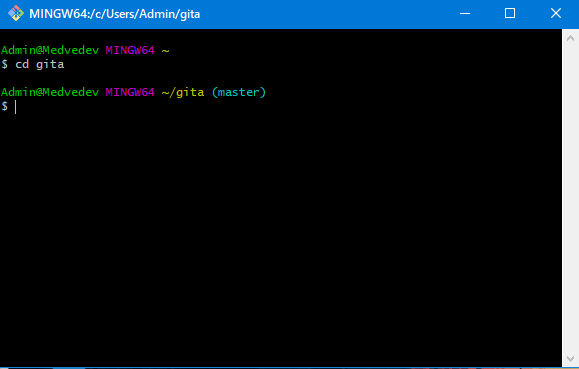 MINGW64:/c/Users/Admin/gita
Admin@Medvedev MINGW64 ~
$ cd gita
Admin@Medvedev MINGW64 ~/gita (master)
$